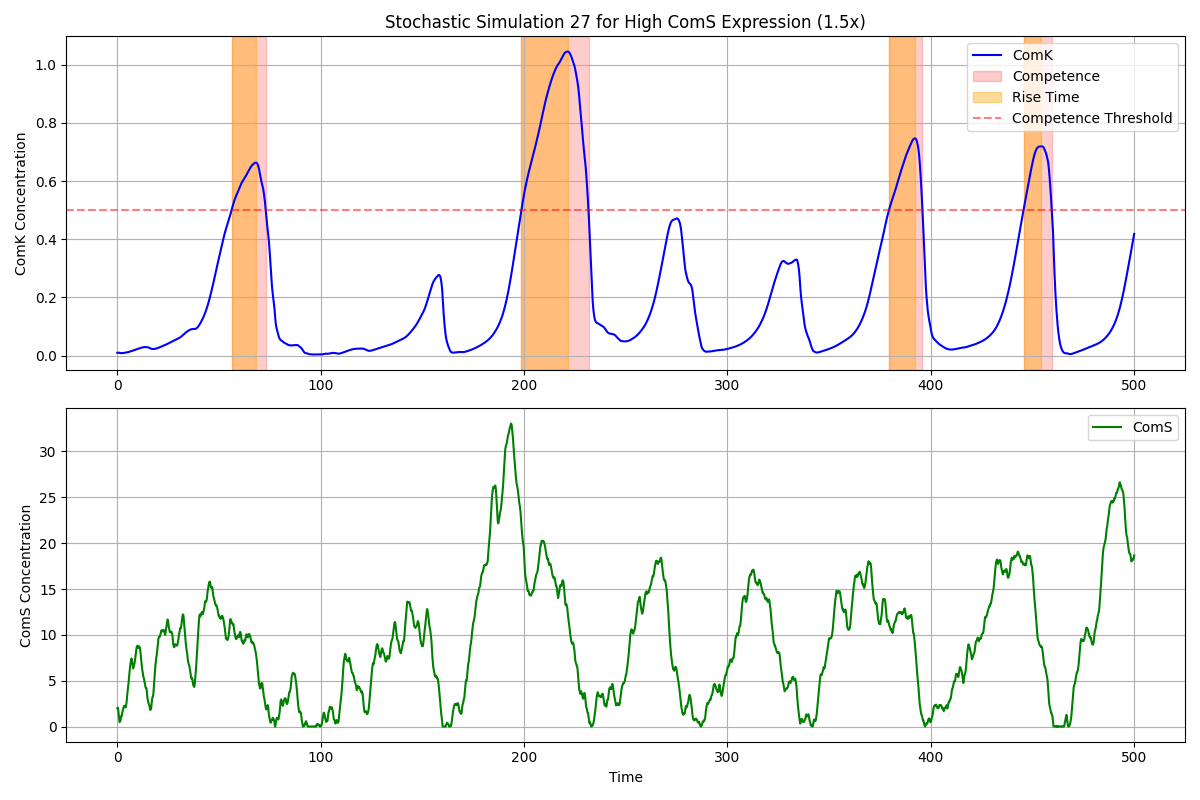 Stochastic Simulation 27 for High ComS Expression (1.5x)
ComK Concentration
1.0
0.8
0.6
0.4
0.2
0.0
ComK
Competence
Rise Time
Competence Threshold
0 100 200 300 400 500
ComS Concentration
30
25
20
15
10
5
0
ComS
0 100 200 300 400 500
Time